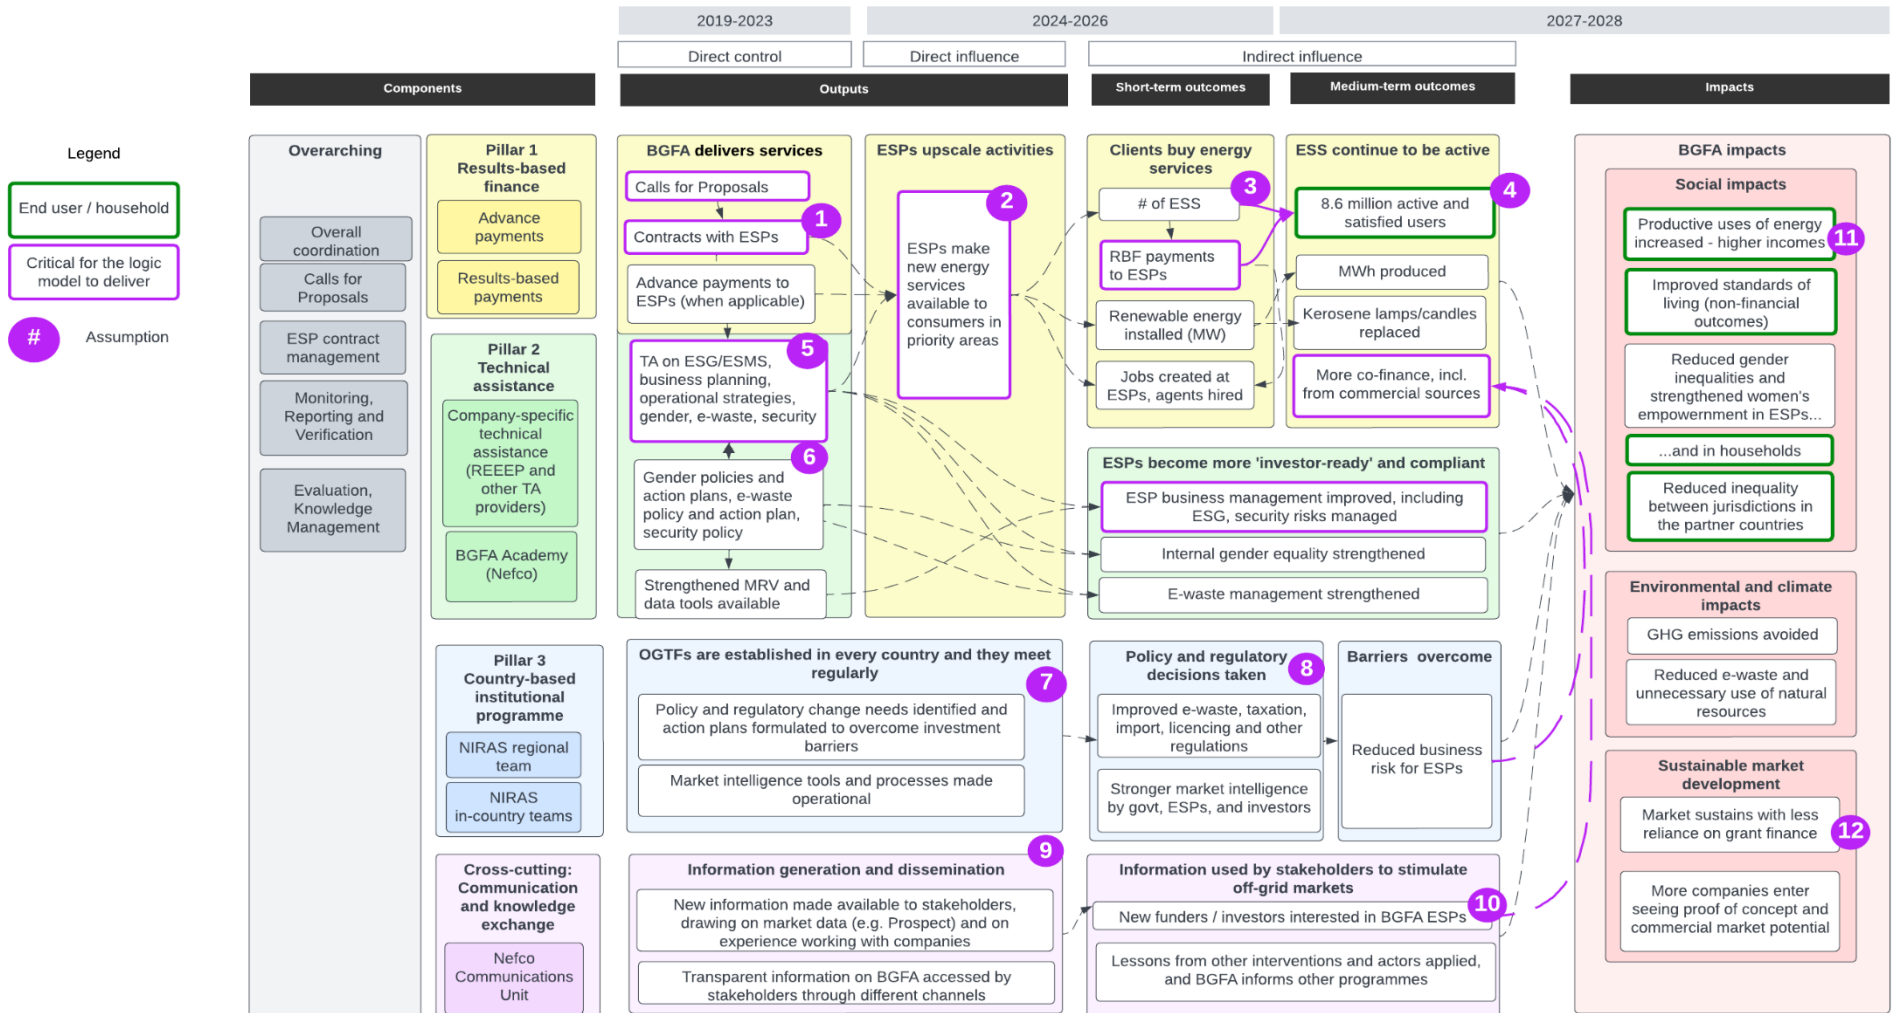 2019-2023
2024-2026
2027-2028
Direct control
Direct influence
Indirect influence
Components
Outputs
Short-term outcomes
Medium-term outcomes
Impacts
Legend
End user / household
Critical for the logic
model to deliver
#
Assumption
Overarching
Overall
coordination
Calls for
Proposals
ESP contract
management
Monitoring,
Reporting and
Verification
Evaluation,
Knowledge
Management
Pillar 1
Results-based
finance
Advance
payments
Results-based
payments
Pillar 2
Technical
assistance
Company-specific
technical
assistance
(REEEP and
other TA
providers)
BGFA Academy
(Nefco)
Pillar 3
Country-based
institutional
programme
NIRAS regional
team
NIRAS
in-country teams
Cross-cutting:
Communication
and knowledge
exchange
Nefco
Communications
Unit
BGFA delivers services
Calls for Proposals
1
Contracts with ESPs
Advance payments to
ESPs (when applicable)
5
TA on ESG/ESMS,
business planning,
operational strategies,
gender, e-waste, security
6
Gender policies and
action plans, e-waste
policy and action plan,
security policy
Strengthened MRV and
data tools available
ESPs upscale activities
2
ESPs make
new energy
services
available to
consumers in
priority areas
Clients buy energy
services
3
# of ESS
RBF payments
to ESPs
Renewable energy
installed (MW)
Jobs created at
ESPs, agents hired
ESS continue to be active
4
8.6 million active and
satisfied users
MWh produced
Kerosene lamps/candles
replaced
More co-finance, incl.
from commercial sources
ESPs become more 'investor-ready' and compliant
ESP business management improved, including
ESG, security risks managed
Internal gender equality strengthened
E-waste management strengthened
OGTFs are established in every country and they meet
regularly
7
Policy and regulatory change needs identified and
action plans formulated to overcome investment
barriers
Market intelligence tools and processes made
operational
Policy and regulatory
decisions taken
8
Improved e-waste, taxation,
import, licencing and other
regulations
Stronger market intelligence
by govt, ESPs, and investors
Barriers overcome
Reduced business
risk for ESPs
9
Information generation and dissemination
New information made available to stakeholders,
drawing on market data (e.g. Prospect) and on
experience working with companies
Transparent information on BGFA accessed by
stakeholders through different channels
Information used by stakeholders to stimulate
off-grid markets
10
New funders / investors interested in BGFA ESPs
Lessons from other interventions and actors applied,
and BGFA informs other programmes
BGFA impacts
Social impacts
Productive uses of energy
increased - higher incomes
11
Improved standards of
living (non-financial
outcomes)
Reduced gender
inequalities and
strengthened women's
empowernment in ESPs...
...and in households
Reduced inequality
between jurisdictions in
the partner countries
Environmental and climate
impacts
GHG emissions avoided
Reduced e-waste and
unnecessary use of natural
resources
Sustainable market
development
Market sustains with less
reliance on grant finance
12
More companies enter
seeing proof of concept and
commercial market potential